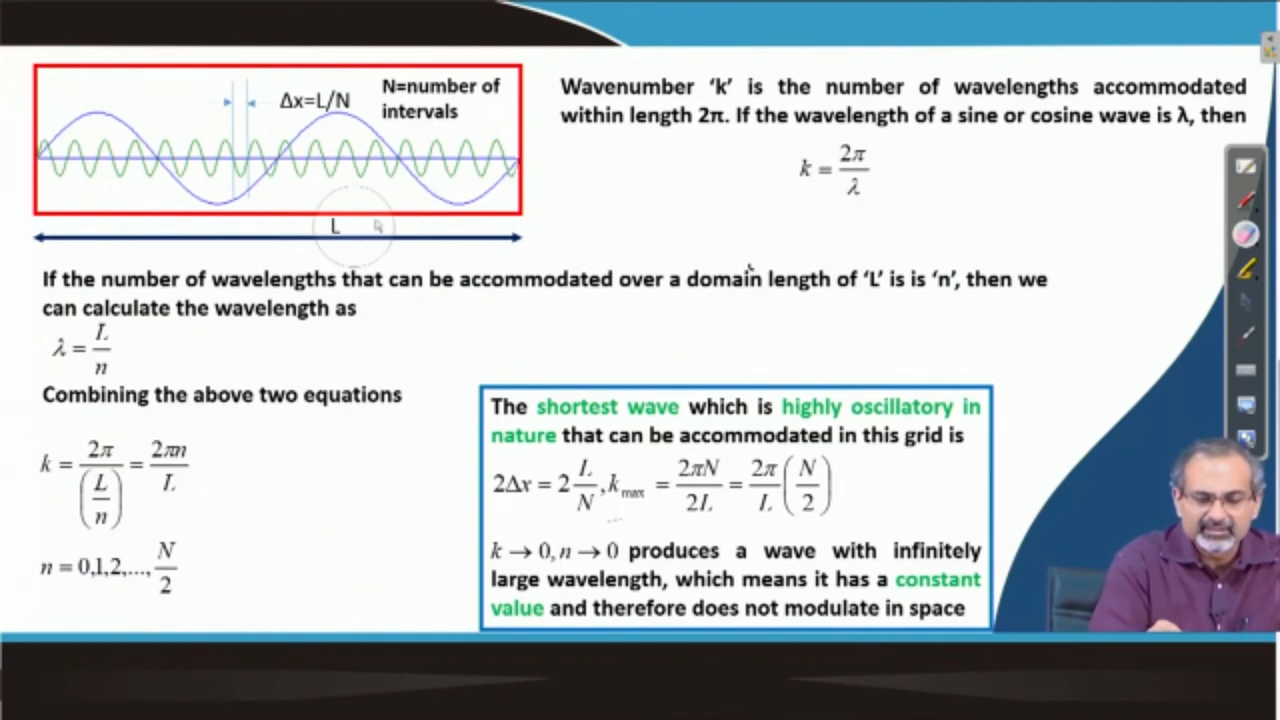 Δx=L/N
N=number of
intervals
L
Wavenumber ‘k’ is the number of wavelengths accommodated
within length 2π. If the wavelength of a sine or cosine wave is λ, then
k = 2π/λ
If the number of wavelengths that can be accommodated over a domain length of ‘L’ is is ‘n’, then we
can calculate the wavelength as
λ = L/n
Combining the above two equations
k = 2π/(L/n) = 2πn/L
n = 0,1,2,..., N/2
The shortest wave which is highly oscillatory in
nature that can be accommodated in this grid is
2Δx = 2 L/N, kmax = 2πN/2L = 2π/L (N/2)
k → 0, n → 0 produces a wave with infinitely
large wavelength, which means it has a constant
value and therefore does not modulate in space